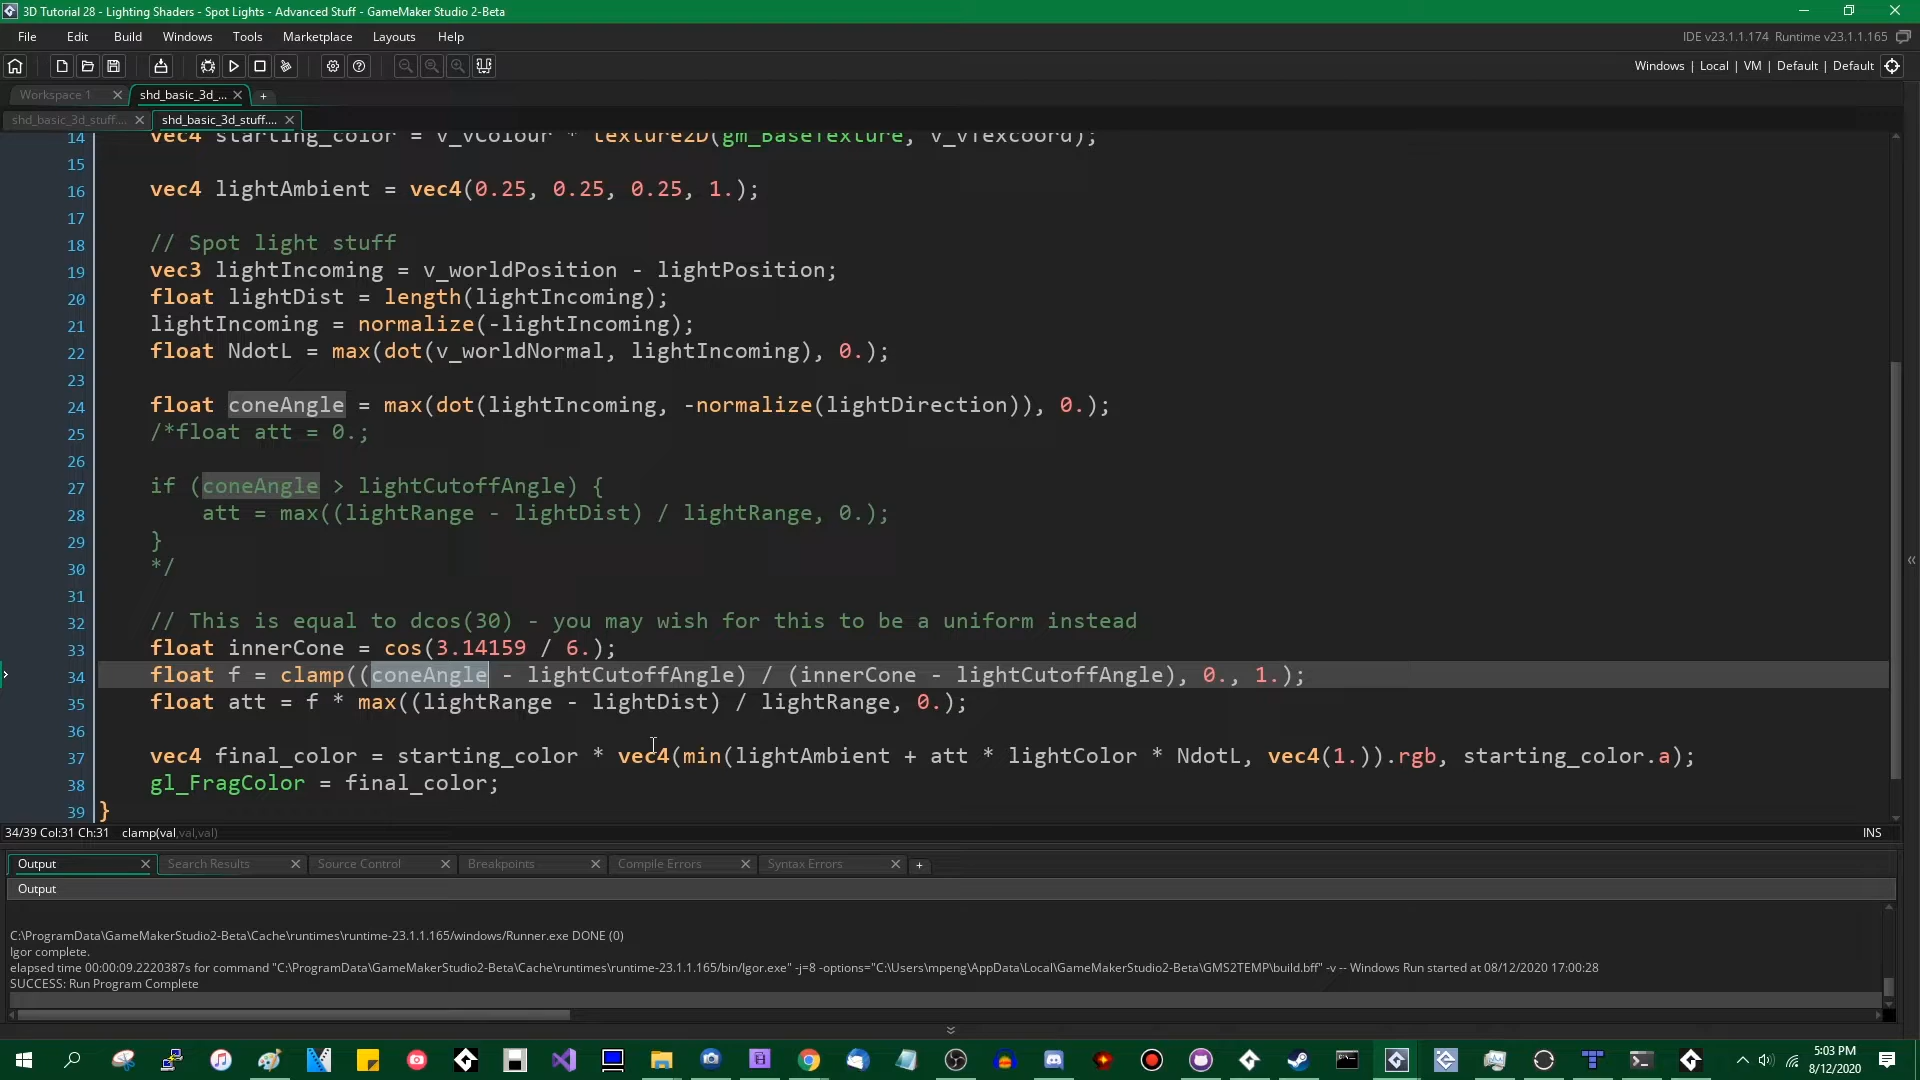 3D Tutorial 28 - Lighting Shaders - Spot Lights - Advanced Stuff - GameMaker Studio 2-Beta
File Edit Build Windows Tools Marketplace Layouts Help
IDE v23.1.1.174 Runtime v23.1.1.165
Windows | Local | VM | Default | Default
Workspace 1
shd_basic_3d_...
shd_basic_3d_stuff....
shd_basic_3d_stuff....
14 vec4 starting_color = v_vColour * texture2D(gm_BaseTexture, v_vTexcoord);
15
16 vec4 lightAmbient = vec4(0.25, 0.25, 0.25, 1.);
17
18 // Spot light stuff
19 vec3 lightIncoming = v_worldPosition - lightPosition;
20 float lightDist = length(lightIncoming);
21 lightIncoming = normalize(-lightIncoming);
22 float NdotL = max(dot(v_worldNormal, lightIncoming), 0.);
23
24 float coneAngle = max(dot(lightIncoming, -normalize(lightDirection)), 0.);
25 /*float att = 0.;
26
27 if (coneAngle > lightCutoffAngle) {
28 att = max((lightRange - lightDist) / lightRange, 0.);
29 }
30 */
31
32 // This is equal to dcos(30) - you may wish for this to be a uniform instead
33 float innerCone = cos(3.14159 / 6.);
34 float f = clamp((coneAngle - lightCutoffAngle) / (innerCone - lightCutoffAngle), 0., 1.);
35 float att = f * max((lightRange - lightDist) / lightRange, 0.);
36
37 vec4 final_color = starting_color * vec4(min(lightAmbient + att * lightColor * NdotL, vec4(1.)).rgb, starting_color.a);
38 gl_FragColor = final_color;
39 }
34/39 Col:31 Ch:31 clamp(val,val,val)
INS
Output Search Results Source Control Breakpoints Compile Errors Syntax Errors
Output
C:\ProgramData\GameMakerStudio2-Beta\Cache\runtimes\runtime-23.1.1.165/windows/Runner.exe DONE (0)
Igor complete.
elapsed time 00:00:09.2220387s for command "C:\ProgramData\GameMakerStudio2-Beta\Cache\runtimes\runtime-23.1.1.165/bin/Igor.exe" -j=8 -options="C:\Users\mpeng\AppData\Local\GameMakerStudio2-Beta\GMS2TEMP\build.bff" -v -- Windows Run started at 08/12/2020 17:00:28
SUCCESS: Run Program Complete
5:03 PM
8/12/2020